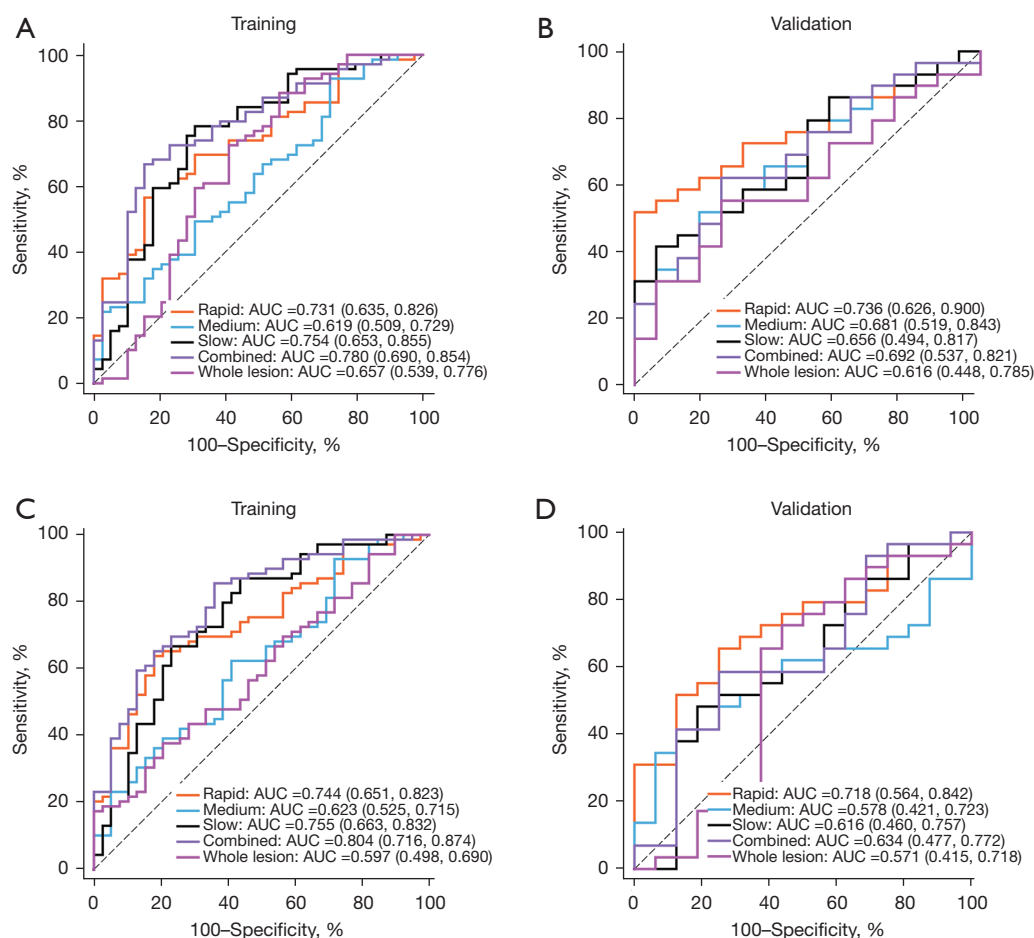 A
Training
100
80
60
40
20
0
Sensitivity, %
Rapid: AUC =0.731 (0.635, 0.826)
Medium: AUC =0.619 (0.509, 0.729)
Slow: AUC =0.754 (0.653, 0.855)
Combined: AUC =0.780 (0.690, 0.854)
Whole lesion: AUC =0.657 (0.539, 0.776)
0 20 40 60 80 100
100–Specificity, %
B
Validation
100
80
60
40
20
0
Sensitivity, %
Rapid: AUC =0.736 (0.626, 0.900)
Medium: AUC =0.681 (0.519, 0.843)
Slow: AUC =0.656 (0.494, 0.817)
Combined: AUC =0.692 (0.537, 0.821)
Whole lesion: AUC =0.616 (0.448, 0.785)
0 20 40 60 80 100
100–Specificity, %
C
Training
100
80
60
40
20
0
Sensitivity, %
Rapid: AUC =0.744 (0.651, 0.823)
Medium: AUC =0.623 (0.525, 0.715)
Slow: AUC =0.755 (0.663, 0.832)
Combined: AUC =0.804 (0.716, 0.874)
Whole lesion: AUC =0.597 (0.498, 0.690)
0 20 40 60 80 100
100–Specificity, %
D
Validation
100
80
60
40
20
0
Sensitivity, %
Rapid: AUC =0.718 (0.564, 0.842)
Medium: AUC =0.578 (0.421, 0.723)
Slow: AUC =0.616 (0.460, 0.757)
Combined: AUC =0.634 (0.477, 0.772)
Whole lesion: AUC =0.571 (0.415, 0.718)
0 20 40 60 80 100
100–Specificity, %